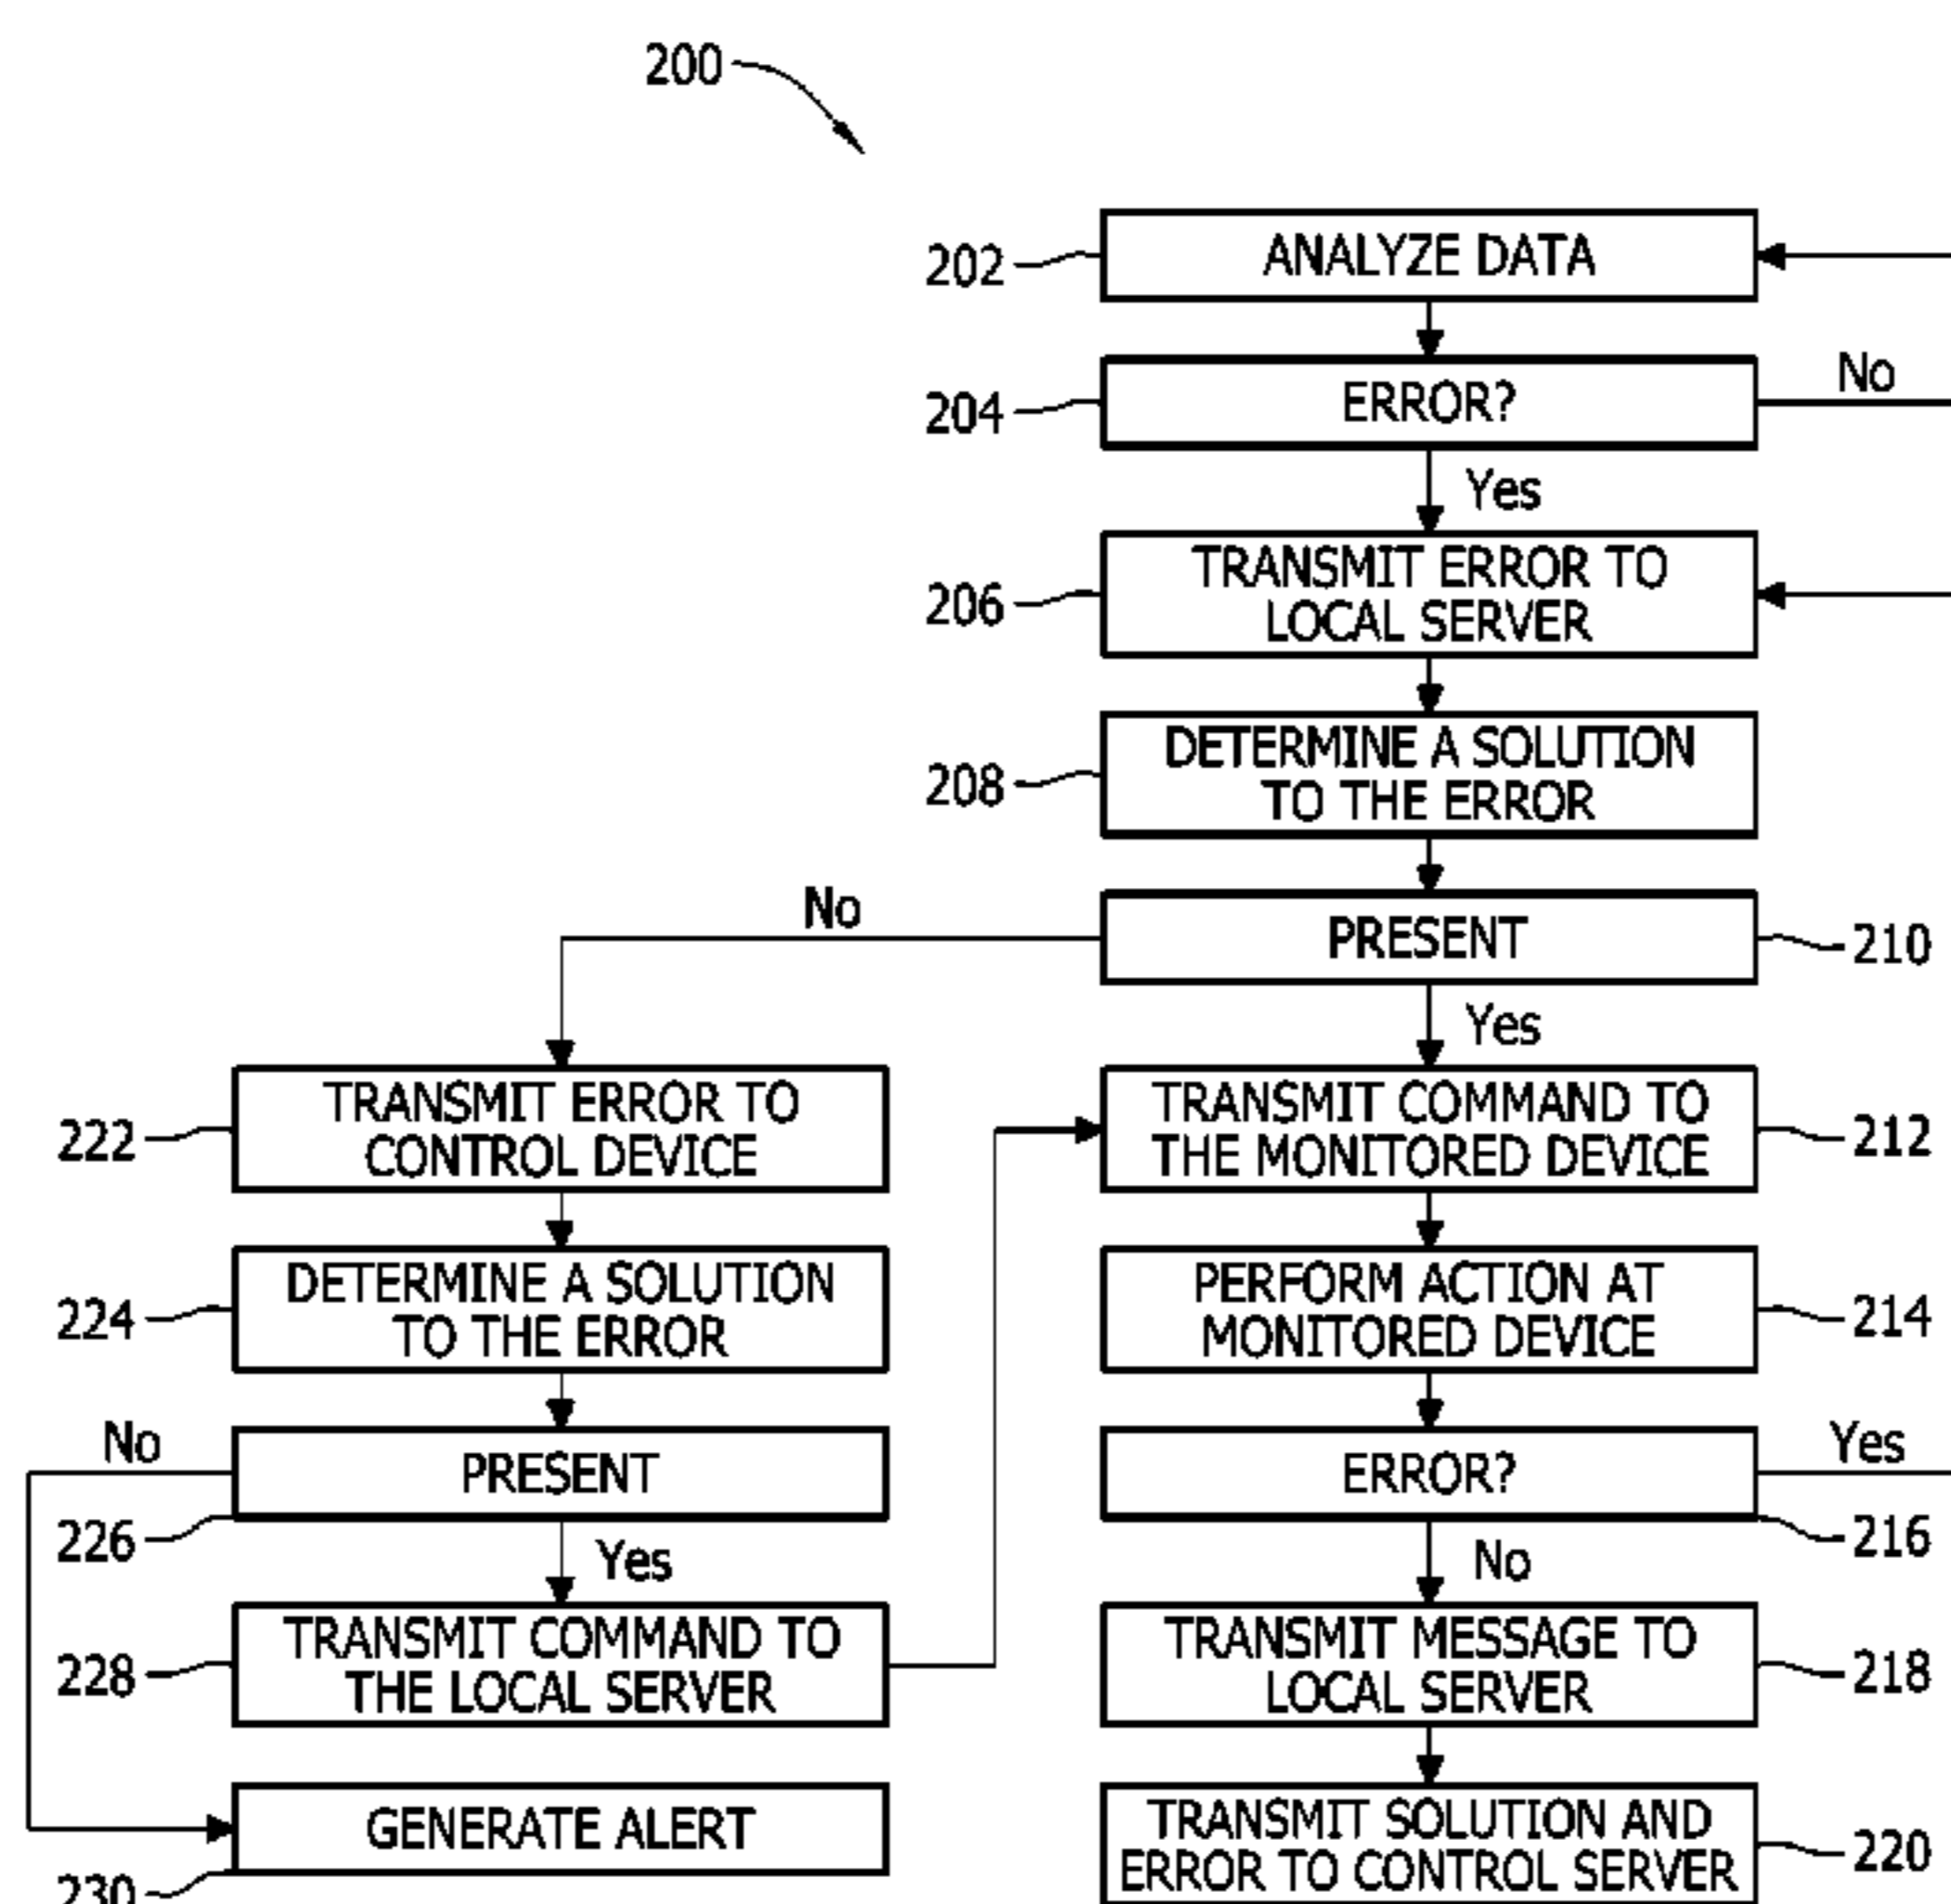 200
202
ANALYZE DATA
204
ERROR?
No
Yes
206
TRANSMIT ERROR TO
LOCAL SERVER
208
DETERMINE A SOLUTION
TO THE ERROR
No
PRESENT
210
Yes
222
TRANSMIT ERROR TO
CONTROL DEVICE
TRANSMIT COMMAND TO
THE MONITORED DEVICE
212
224
DETERMINE A SOLUTION
TO THE ERROR
PERFORM ACTION AT
MONITORED DEVICE
214
No
PRESENT
226
Yes
ERROR?
Yes
216
No
228
TRANSMIT COMMAND TO
THE LOCAL SERVER
TRANSMIT MESSAGE TO
LOCAL SERVER
218
GENERATE ALERT
230
TRANSMIT SOLUTION AND
ERROR TO CONTROL SERVER
220